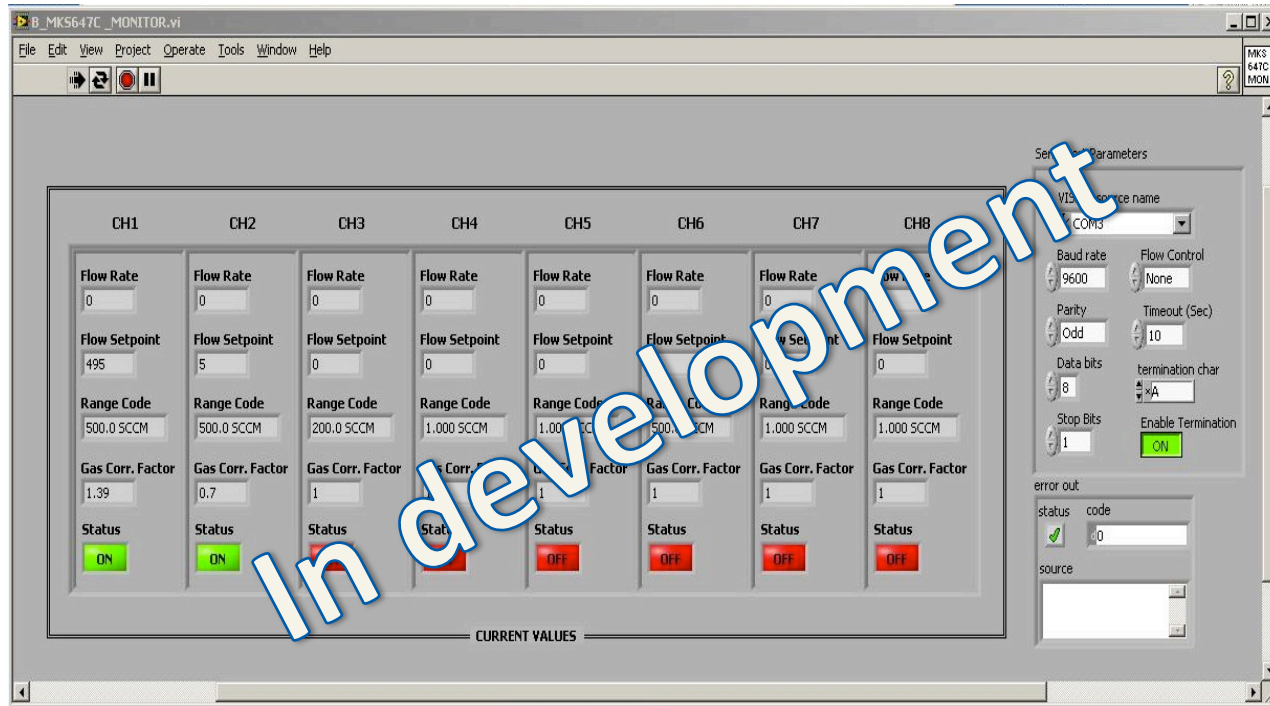 B_MKS647C _MONITOR.vi
File Edit View Project Operate Tools Window Help
MKS
647C
MON
CH1 CH2 CH3 CH4 CH5 CH6 CH7 CH8
Flow Rate Flow Rate Flow Rate Flow Rate Flow Rate Flow Rate Flow Rate
0 0 0 0 0 0 0
Flow Setpoint Flow Setpoint Flow Setpoint Flow Setpoint Flow Setpoint Flow Setpoint Flow Setpoint
495 5 0 0 0 0
Range Code Range Code Range Code Range Code Range Code Range Code Range Code
500.0 SCCM 500.0 SCCM 200.0 SCCM 1.000 SCCM SCCM 1.000 SCCM 1.000 SCCM
Gas Corr. Factor Gas Corr. Factor Gas Corr. Factor Gas Corr. Factor Gas Corr. Factor Gas Corr. Factor
1.39 0.7 1 1 1 1 1
Status Status Status Status Status Status Status
ON ON OFF OFF OFF OFF
CURRENT VALUES
In development
Parameters
name
COM3
Baud rate Flow Control
9600 None
Parity Timeout (Sec)
Odd 10
Data bits termination char
8 xA
Stop Bits Enable Termination
1 ON
error out
status code
0
source